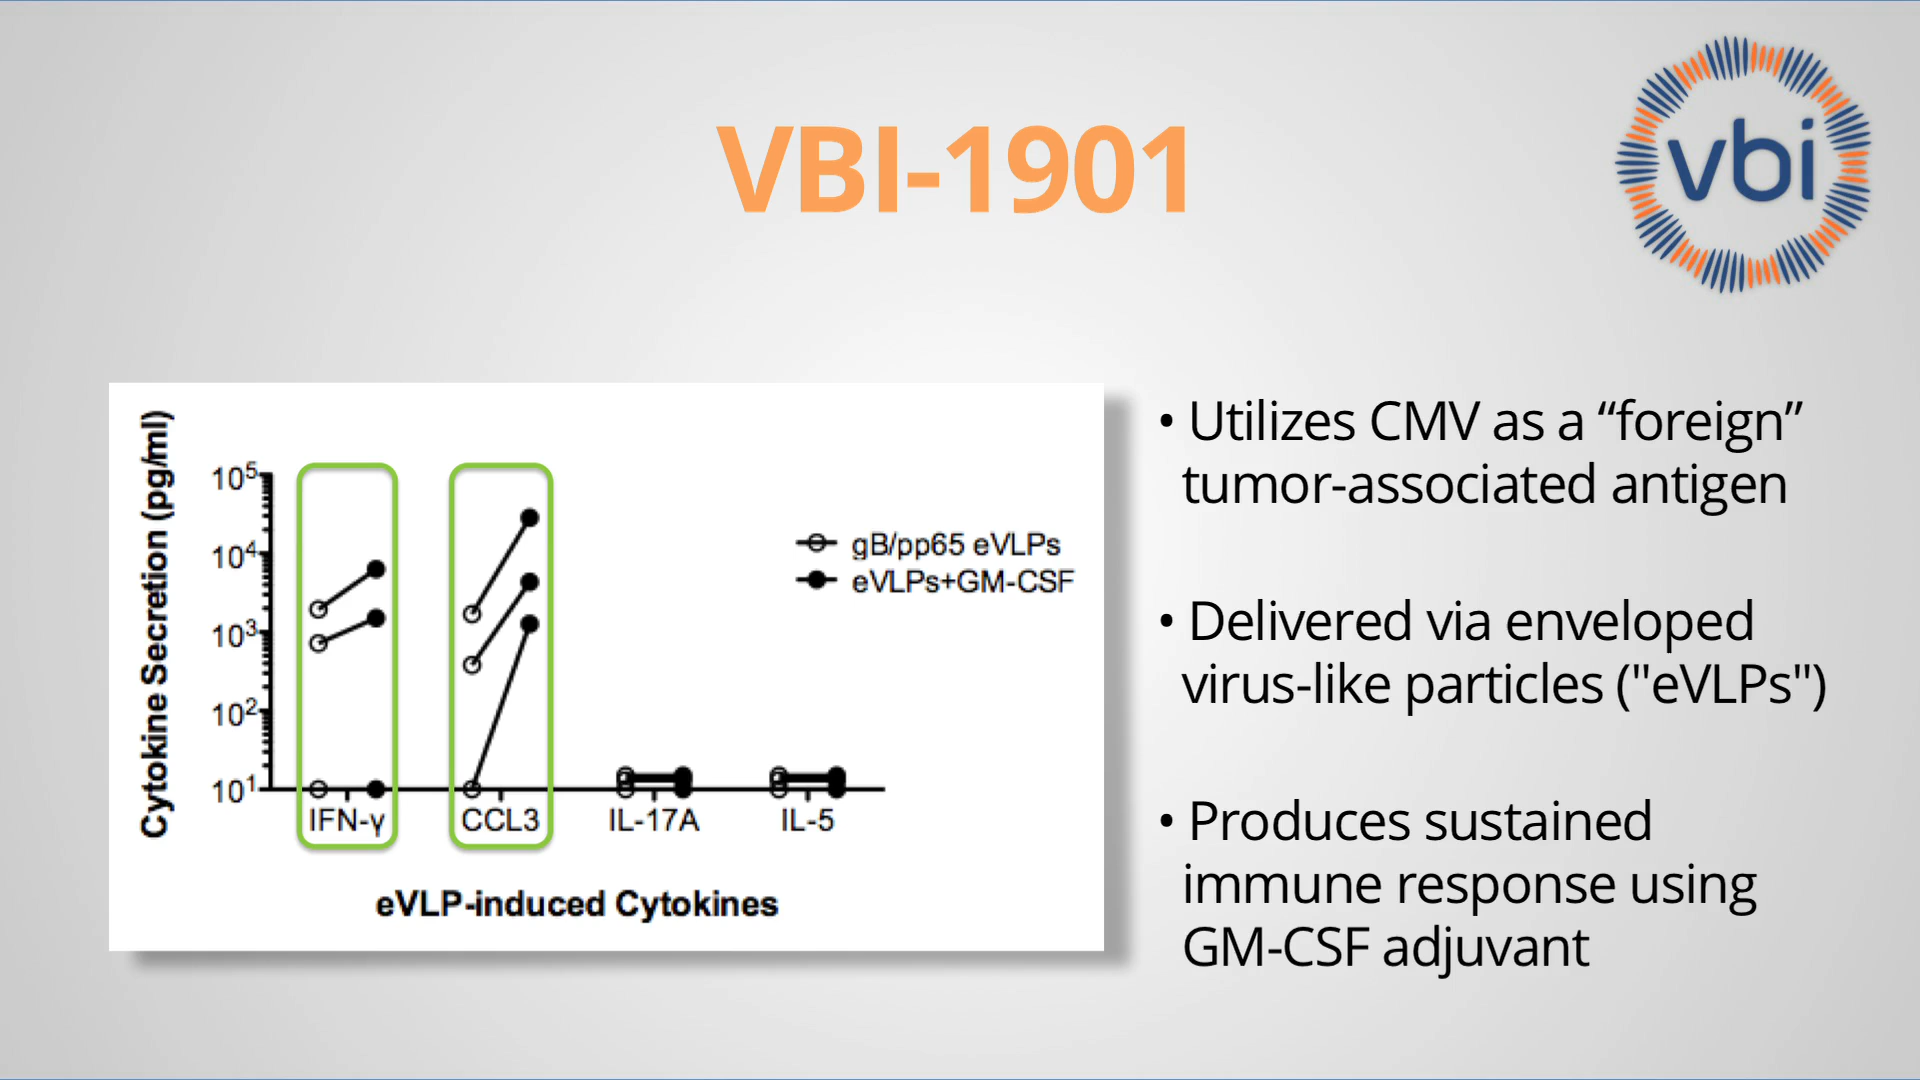 VBI-1901
vbi
Cytokine Secretion (pg/ml)
10⁵
10⁴
10³
10²
10¹
IFN-γ CCL3 IL-17A IL-5
eVLP-induced Cytokines
gB/pp65 eVLPs
eVLPs+GM-CSF
• Utilizes CMV as a “foreign”
tumor-associated antigen
• Delivered via enveloped
virus-like particles ("eVLPs")
• Produces sustained
immune response using
GM-CSF adjuvant